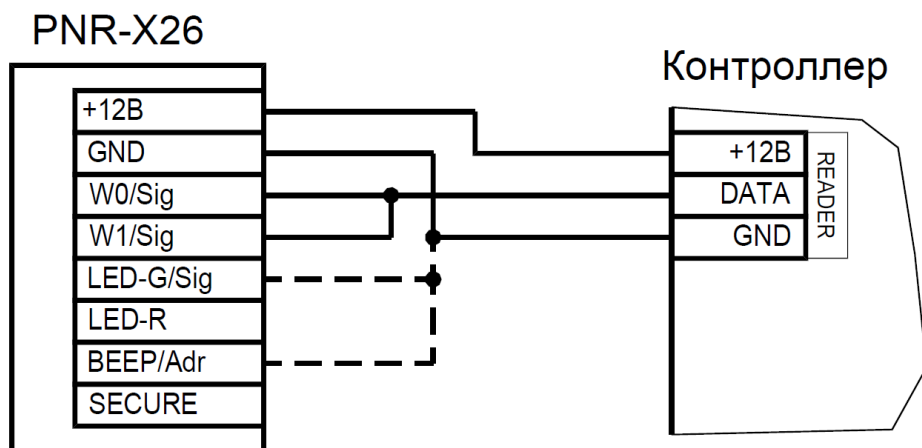 PNR-X26
Контроллер
+12В
GND
W0/Sig
W1/Sig
LED-G/Sig
LED-R
BEEP/Adr
SECURE
+12В
DATA
GND
READER